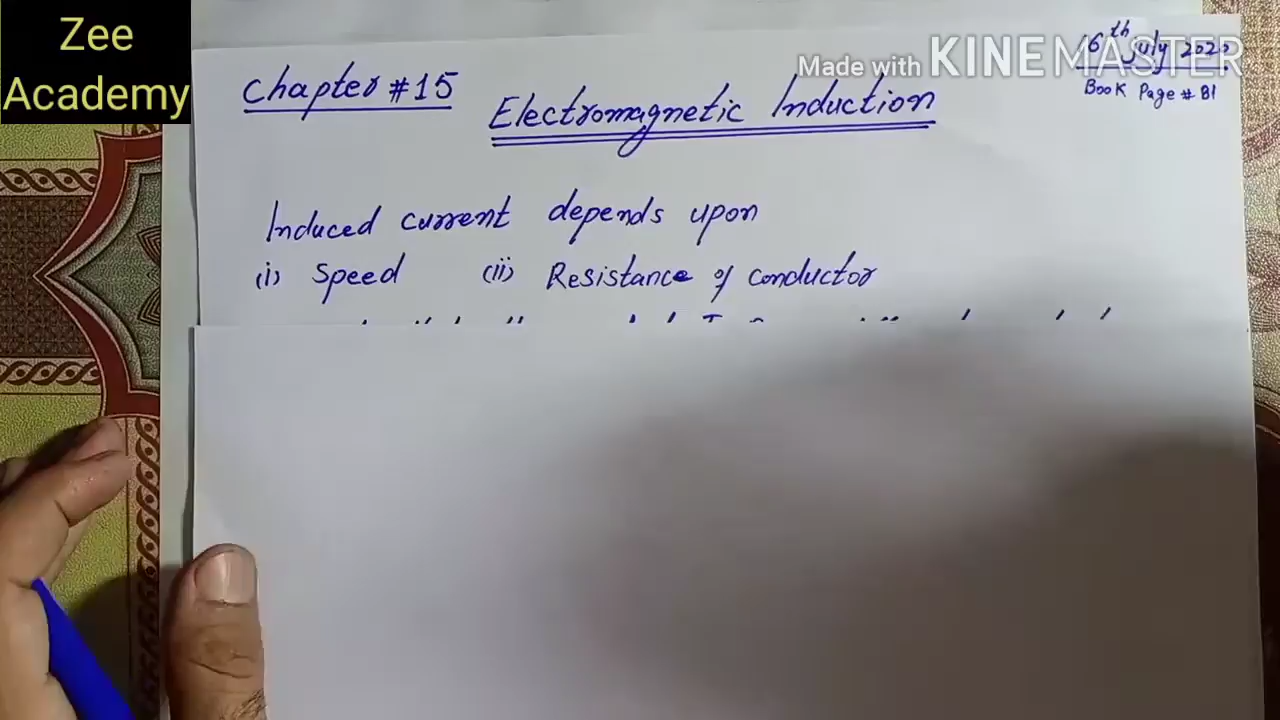 Zee
Academy
Made with KINEMASTER
16th July 2020
Book Page # 81
Chapter #15
Electromagnetic Induction
Induced current depends upon
(i) Speed (ii) Resistance of conductor